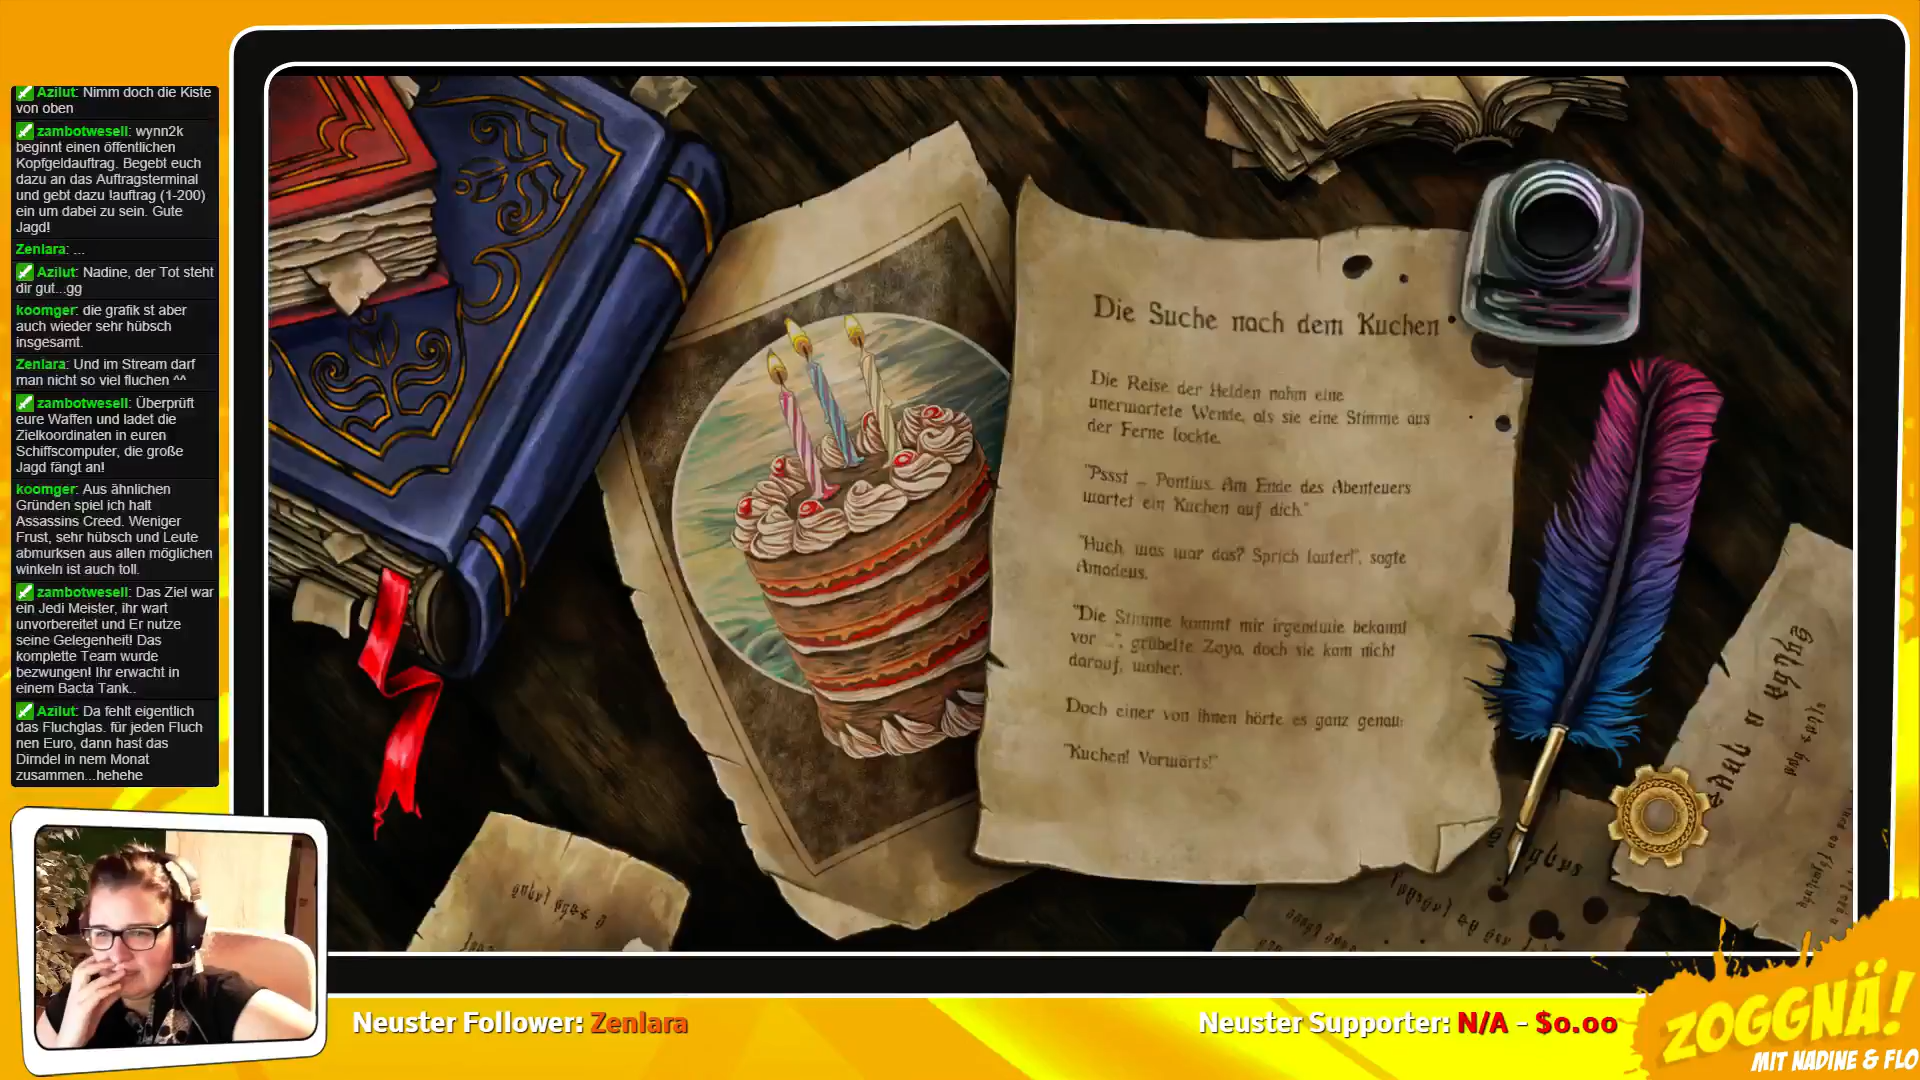 Azilut: Nimm doch die Kiste
von oben
zambotwesell: wynn2k
beginnt einen öffentlichen
Kopfgeldauftrag. Begebt euch
dazu an das Auftragsterminal
und gebt dazu !auftrag (1-200)
ein um dabei zu sein. Gute
Jagd!
Zenlara: ...
Azilut: Nadine, der Tot steht
dir gut...gg
koomger: die grafik st aber
auch wieder sehr hübsch
insgesamt.
Zenlara: Und im Stream darf
man nicht so viel fluchen ^^
zambotwesell: Überprüft
eure Waffen und ladet die
Zielkoordinaten in euren
Schiffscomputer, die große
Jagd fängt an!
koomger: Aus ähnlichen
Gründen spiel ich halt
Assassins Creed. Weniger
Frust, sehr hübsch und Leute
abmurksen aus allen möglichen
winkeln ist auch toll.
zambotwesell: Das Ziel war
ein Jedi Meister, ihr wart
unvorbereitet und Er nutze
seine Gelegenheit! Das
komplette Team wurde
bezwungen! Ihr erwacht in
einem Bacta Tank..
Azilut: Da fehlt eigentlich
das Fluchglas. für jeden Fluch
nen Euro, dann hast das
Dirndel in nem Monat
zusammen...hehehe
Die Suche nach dem Kuchen
Die Reise der Helden nahm eine
unerwartete Wende, als sie eine Stimme aus
der Ferne lockte.
"Pssst ... Pontius. Am Ende des Abenteuers
wartet ein Kuchen auf dich."
"Huch, was war das? Sprich lauter!", sagte
Amadeus.
"Die Stimme kommt mir irgendwie bekannt
vor ...", grübelte Zoya, doch sie kam nicht
darauf, woher.
Doch einer von ihnen hörte es ganz genau:
"Kuchen! Vorwärts!"
Neuster Follower: Zenlara
Neuster Supporter: N/A - $0.00
ZOGGNÄ!
MIT NADINE & FLO